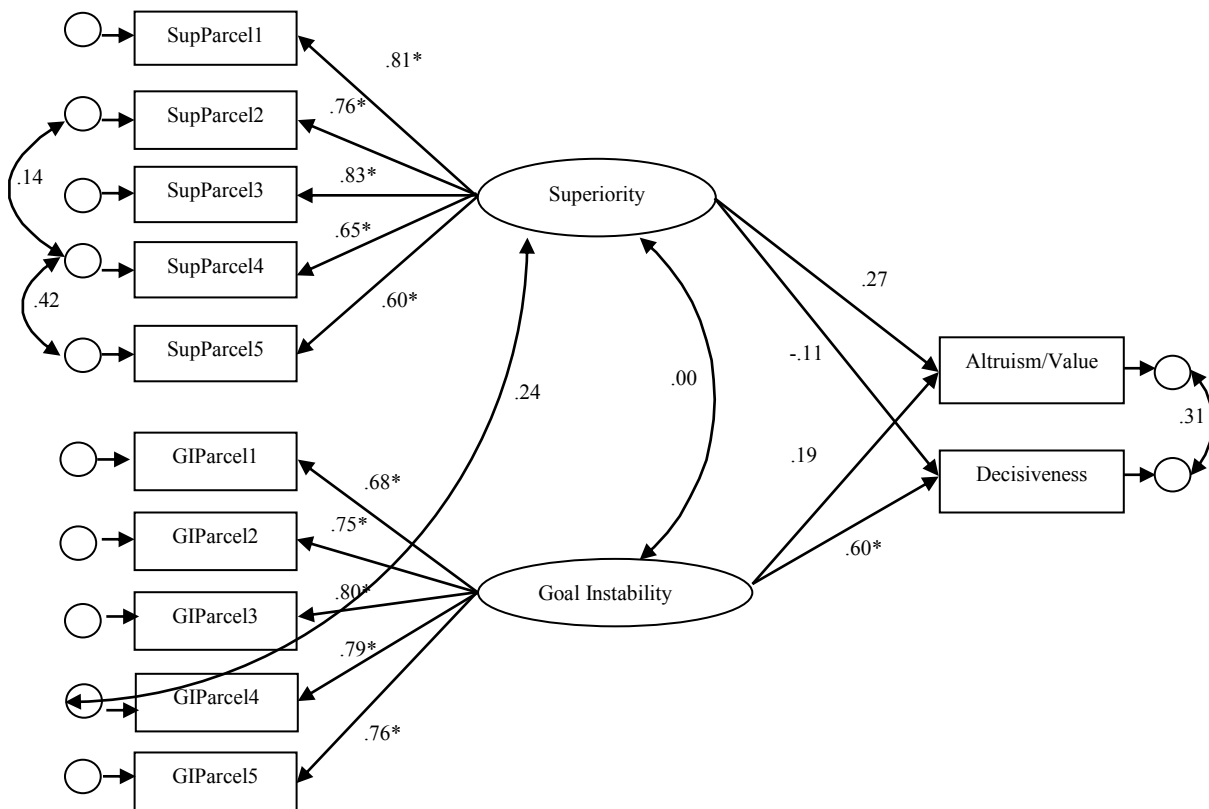 SupParcel1
.81*
SupParcel2
.76*
.14
SupParcel3
.83*
Superiority
SupParcel4
.65*
.42
.60*
SupParcel5
.27
-.11
.24
.00
Altruism/Value
.31
.19
Decisiveness
.60*
GIParcel1
.68*
GIParcel2
.75*
GIParcel3
.80*
Goal Instability
GIParcel4
.79*
GIParcel5
.76*